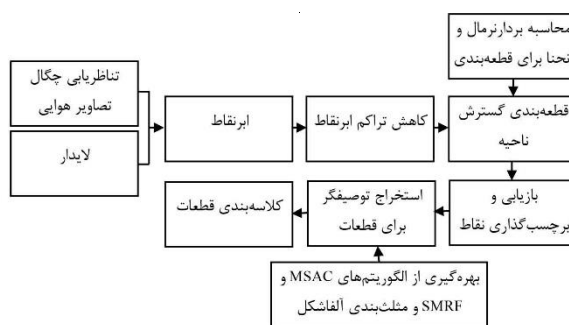 محاسبه بردارنرمال و
نحنا برای قطعه‌بندی
تناظریابی چگال
تصاویر هوایی
لایدار
ابرنقاط
کاهش تراکم ابرنقاط
قطعه‌بندی گسترش
ناحیه
بازیابی و
برچسب‌گذاری نقاط
استخراج توصیفگر
برای قطعات
کلاسه‌بندی قطعات
بهره‌گیری از الگوریتم‌های MSAC و
SMRF و مثلث‌بندی آلفاشکل